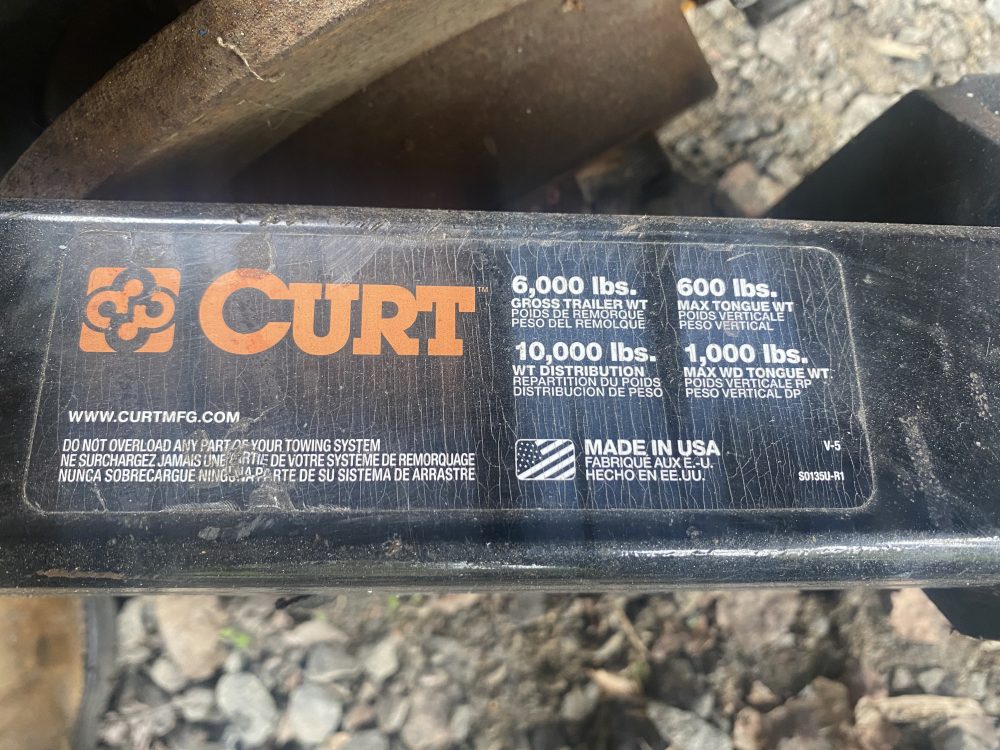 CURT™
6,000 lbs.
GROSS TRAILER WT
POIDS DE REMORQUE
PESO DEL REMOLQUE
600 lbs.
MAX TONGUE WT
POIDS VERTICALE
PESO VERTICAL
10,000 lbs.
WT DISTRIBUTION
REPARTITION DU POIDS
DISTRIBUCION DE PESO
1,000 lbs.
MAX WD TONGUE WT
POIDS VERTICALE RP
PESO VERTICAL DP
WWW.CURTMFG.COM
DO NOT OVERLOAD ANY PART OF YOUR TOWING SYSTEM
NE SURCHARGEZ JAMAIS UNE PARTIE DE VOTRE SYSTÈME DE REMORQUAGE
NUNCA SOBRECARGUE NINGUNA PARTE DE SU SISTEMA DE ARRASTRE
MADE IN USA
FABRIQUE AUX E.-U.
HECHO EN EE.UU.
V-5
S0135U-R1